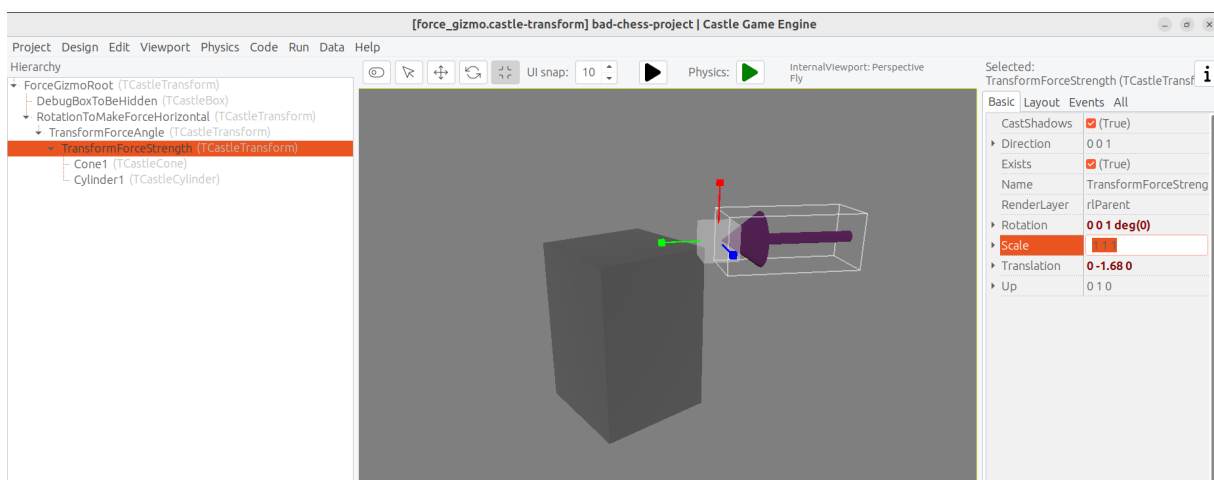 [force_gizmo.castle-transform] bad-chess-project | Castle Game Engine
Project Design Edit Viewport Physics Code Run Data Help
Hierarchy
ForceGizmoRoot (TCastleTransform)
DebugBoxToBeHidden (TCastleBox)
RotationToMakeForceHorizontal (TCastleTransform)
TransformForceAngle (TCastleTransform)
TransformForceStrength (TCastleTransform)
Cone1 (TCastleCone)
Cylinder1 (TCastleCylinder)
UI snap: 10
Physics:
InternalViewport: Perspective
Fly
Selected:
TransformForceStrength (TCastleTransf
i
Basic Layout Events All
CastShadows (True)
Direction 0 0 1
Exists (True)
Name TransformForceStreng
RenderLayer rlParent
Rotation 0 0 1 deg(0)
Scale 1 1 1
Translation 0 -1.68 0
Up 0 1 0